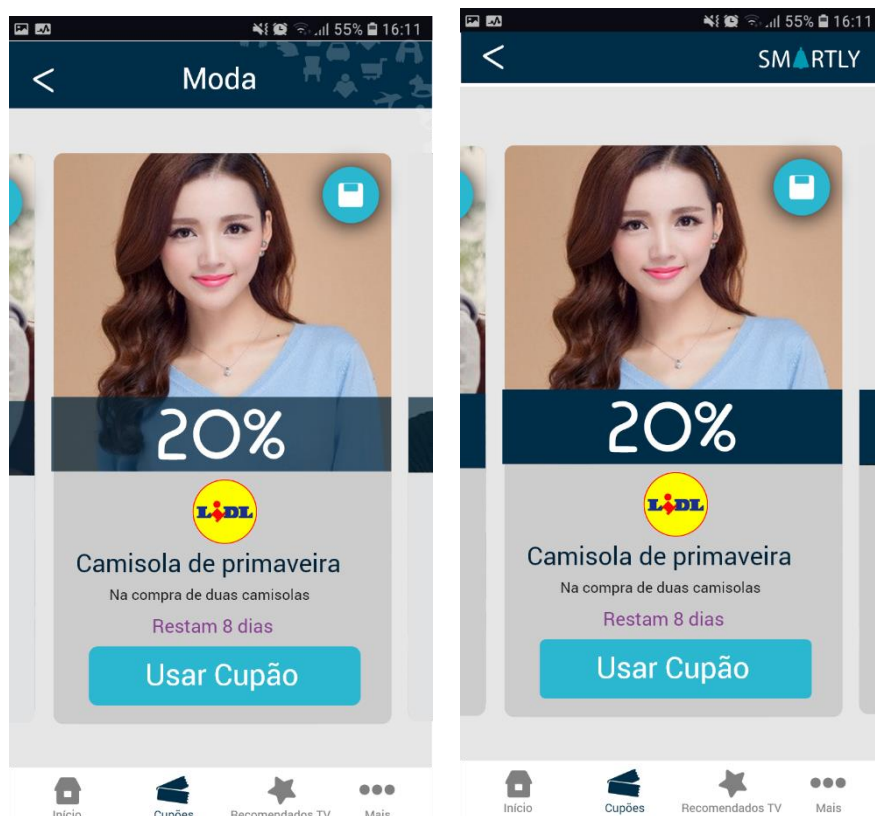 55% 16:11
Moda
20%
LIDL
Camisola de primaveira
Na compra de duas camisolas
Restam 8 dias
Usar Cupão
Início Cupões Recomendados TV Mais
55% 16:11
SMARTLY
20%
LIDL
Camisola de primaveira
Na compra de duas camisolas
Restam 8 dias
Usar Cupão
Início Cupões Recomendados TV Mais